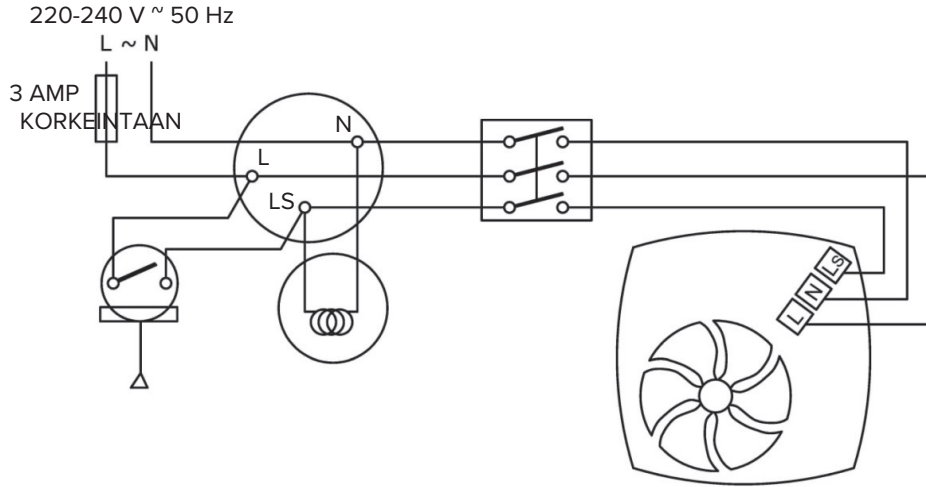 220-240 V ~ 50 Hz
L ~ N
3 AMP
KORKEINTAAN
N
L
LS
LS
N
L